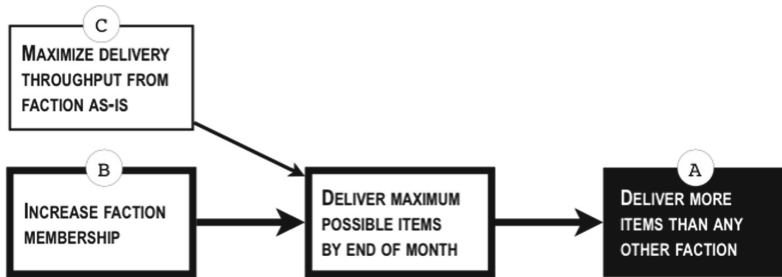 C
MAXIMIZE DELIVERY
THROUGHPUT FROM
FACTION AS-IS
B
INCREASE FACTION
MEMBERSHIP
DELIVER MAXIMUM
POSSIBLE ITEMS
BY END OF MONTH
A
DELIVER MORE
ITEMS THAN ANY
OTHER FACTION